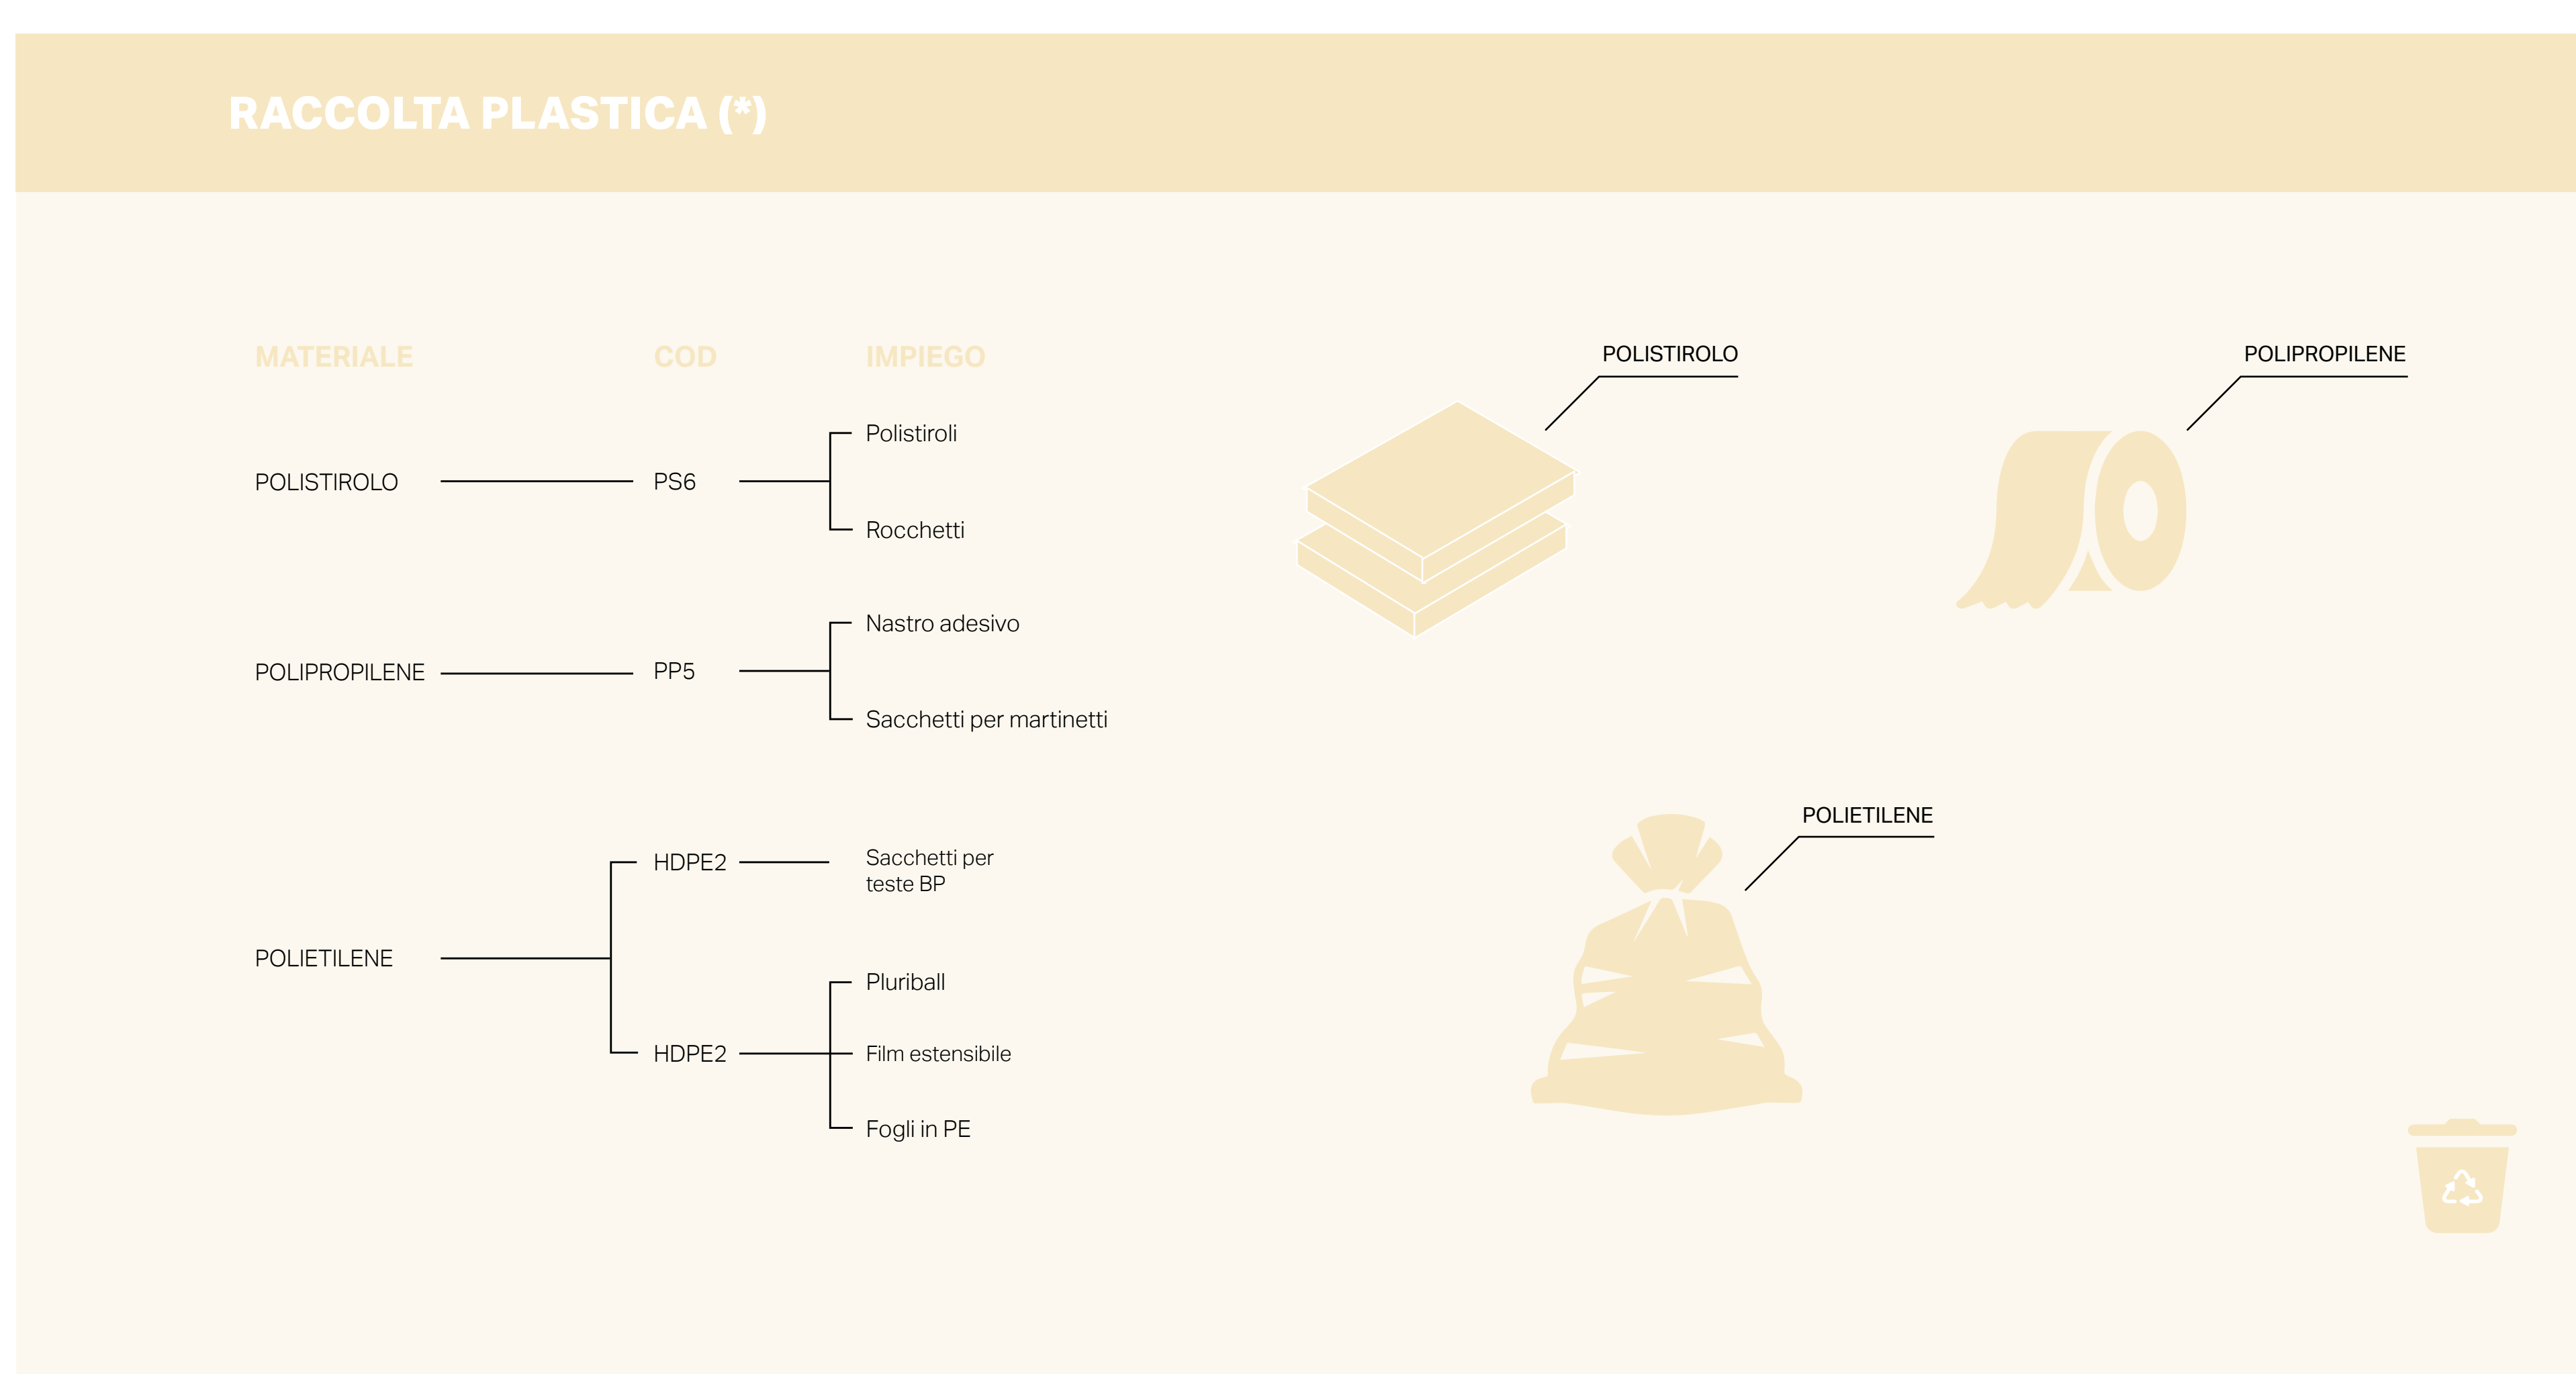 RACCOLTA PLASTICA (*)
MATERIALE COD IMPIEGO
POLISTIROLO PS6
Polistiroli
Rocchetti
POLIPROPILENE PP5
Nastro adesivo
Sacchetti per martinetti
POLIETILENE
HDPE2
Sacchetti per
teste BP
HDPE2
Pluriball
Film estensibile
Fogli in PE
POLISTIROLO
POLIPROPILENE
POLIETILENE